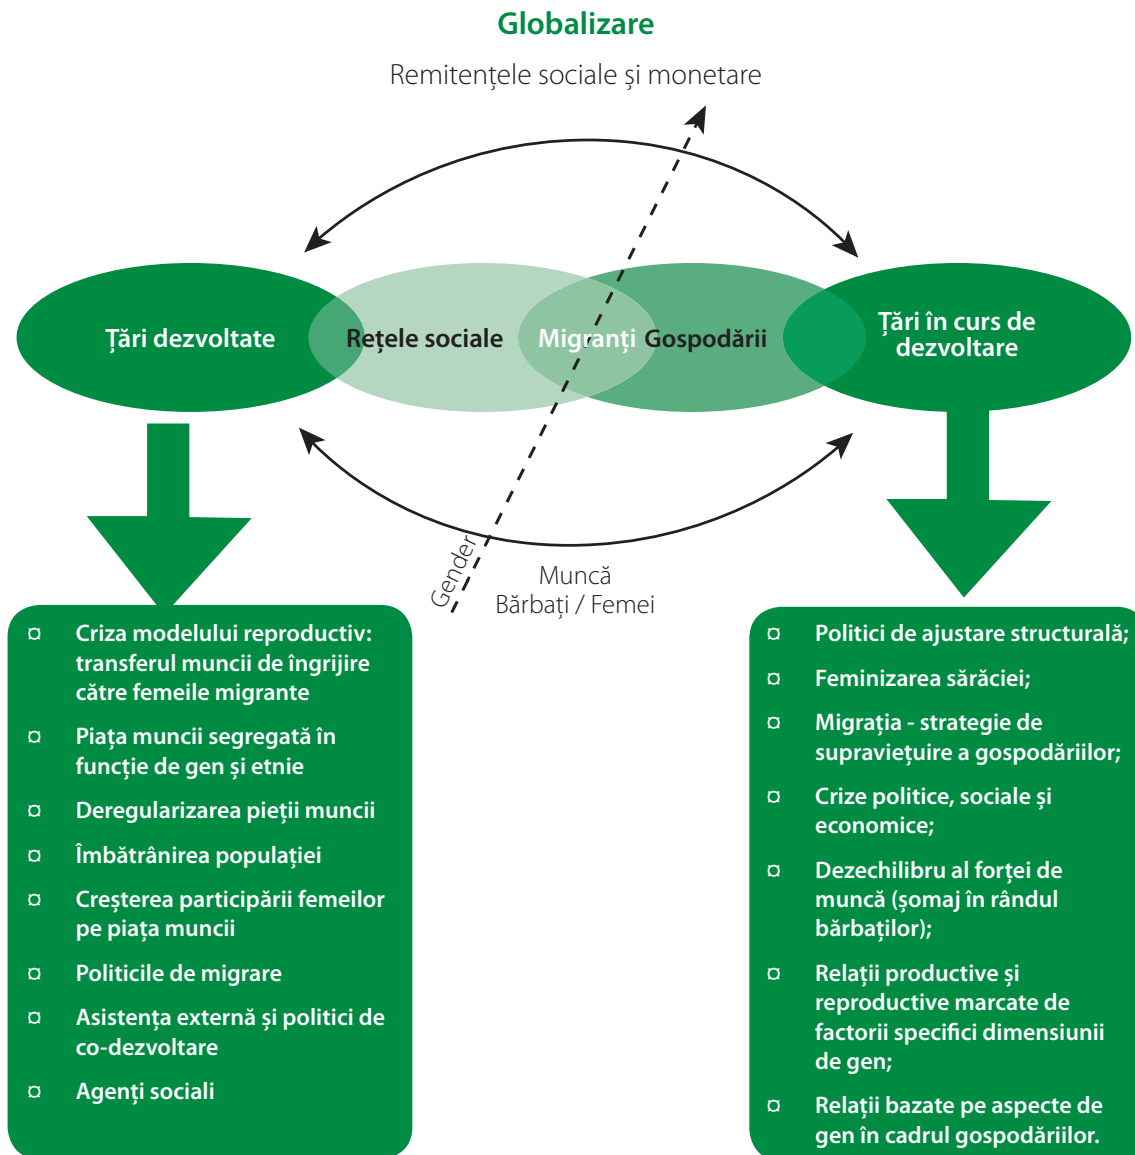 Globalizare
Remitențele sociale și monetare
Țări dezvoltate
Rețele sociale
Migranți
Gospodării
Țări în curs de
dezvoltare
Gender
Muncă
Bărbați / Femei
¤ Criza modelului reproductiv:
transferul muncii de îngrijire
către femeile migrante
¤ Piața muncii segregată în
funcție de gen și etnie
¤ Deregularizarea pieții muncii
¤ Îmbătrânirea populației
¤ Creșterea participării femeilor
pe piața muncii
¤ Politicile de migrare
¤ Asistența externă și politici de
co-dezvoltare
¤ Agenți sociali
¤ Politici de ajustare structurală;
¤ Feminizarea sărăciei;
¤ Migrația - strategie de
supraviețuire a gospodăriilor;
¤ Crize politice, sociale și
economice;
¤ Dezechilibru al forței de
muncă (șomaj în rândul
bărbaților);
¤ Relații productive și
reproductive marcate de
factorii specifici dimensiunii
de gen;
¤ Relații bazate pe aspecte de
gen în cadrul gospodăriilor.